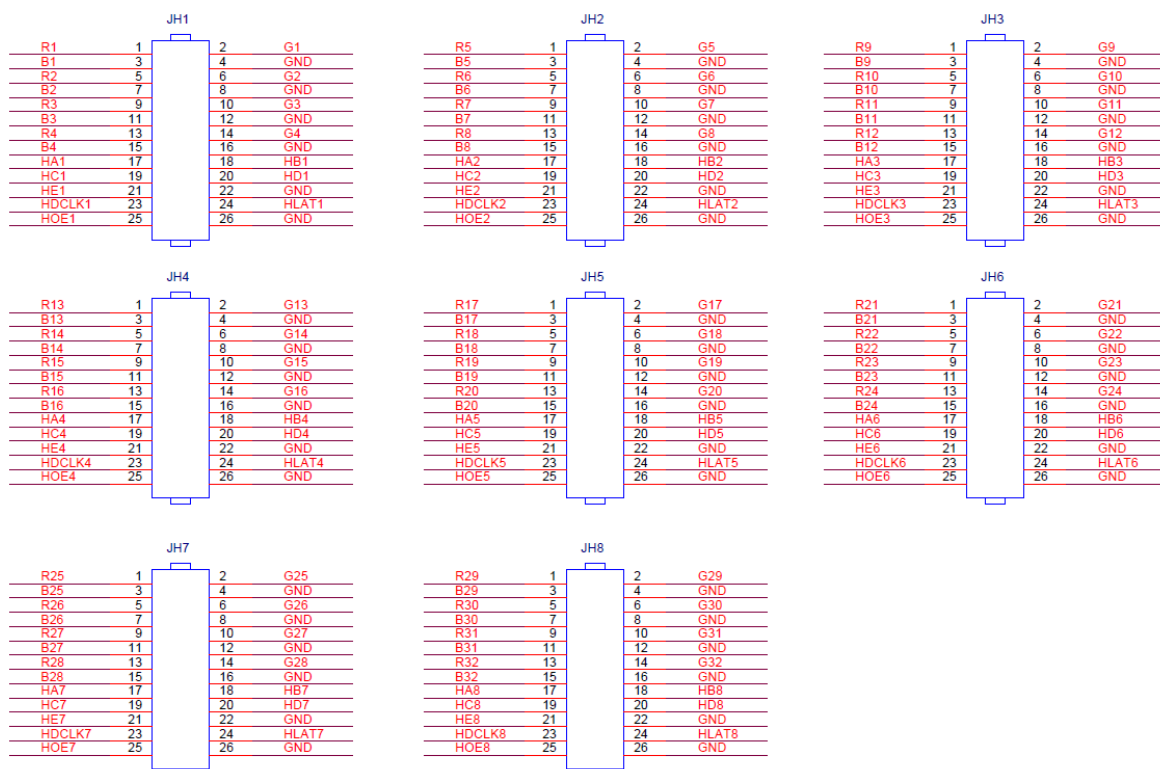 JH1 JH2 JH3
R1 1 2 G1 R5 1 2 G5 R9 1 2 G9
B1 3 4 GND B5 3 4 GND B9 3 4 GND
R2 5 6 G2 R6 5 6 G6 R10 5 6 G10
B2 7 8 GND B6 7 8 GND B10 7 8 GND
R3 9 10 G3 R7 9 10 G7 R11 9 10 G11
B3 11 12 GND B7 11 12 GND B11 11 12 GND
R4 13 14 G4 R8 13 14 G8 R12 13 14 G12
B4 15 16 GND B8 15 16 GND B12 15 16 GND
HA1 17 18 HB1 HA2 17 18 HB2 HA3 17 18 HB3
HC1 19 20 HD1 HC2 19 20 HD2 HC3 19 20 HD3
HE1 21 22 GND HE2 21 22 GND HE3 21 22 GND
HDCLK1 23 24 HLAT1 HDCLK2 23 24 HLAT2 HDCLK3 23 24 HLAT3
HOE1 25 26 GND HOE2 25 26 GND HOE3 25 26 GND
JH4 JH5 JH6
R13 1 2 G13 R17 1 2 G17 R21 1 2 G21
B13 3 4 GND B17 3 4 GND B21 3 4 GND
R14 5 6 G14 R18 5 6 G18 R22 5 6 G22
B14 7 8 GND B18 7 8 GND B22 7 8 GND
R15 9 10 G15 R19 9 10 G19 R23 9 10 G23
B15 11 12 GND B19 11 12 GND B23 11 12 GND
R16 13 14 G16 R20 13 14 G20 R24 13 14 G24
B16 15 16 GND B20 15 16 GND B24 15 16 GND
HA4 17 18 HB4 HA5 17 18 HB5 HA6 17 18 HB6
HC4 19 20 HD4 HC5 19 20 HD5 HC6 19 20 HD6
HE4 21 22 GND HE5 21 22 GND HE6 21 22 GND
HDCLK4 23 24 HLAT4 HDCLK5 23 24 HLAT5 HDCLK6 23 24 HLAT6
HOE4 25 26 GND HOE5 25 26 GND HOE6 25 26 GND
JH7 JH8
R25 1 2 G25 R29 1 2 G29
B25 3 4 GND B29 3 4 GND
R26 5 6 G26 R30 5 6 G30
B26 7 8 GND B30 7 8 GND
R27 9 10 G27 R31 9 10 G31
B27 11 12 GND B31 11 12 GND
R28 13 14 G28 R32 13 14 G32
B28 15 16 GND B32 15 16 GND
HA7 17 18 HB7 HA8 17 18 HB8
HC7 19 20 HD7 HC8 19 20 HD8
HE7 21 22 GND HE8 21 22 GND
HDCLK7 23 24 HLAT7 HDCLK8 23 24 HLAT8
HOE7 25 26 GND HOE8 25 26 GND